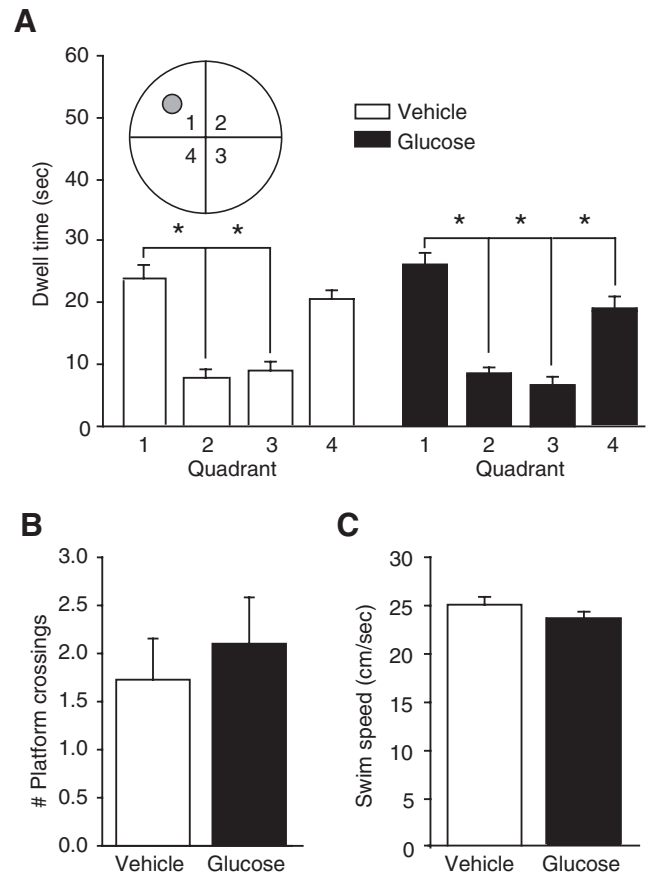 A
60
50
40
30
20
10
0
Dwell time (sec)
1 2
4 3
Vehicle
Glucose
* *
* * *
1 2 3 4
Quadrant
1 2 3 4
Quadrant
B
3.0
2.5
2.0
1.5
1.0
0.5
0.0
# Platform crossings
Vehicle Glucose
C
30
25
20
15
10
5
0
Swim speed (cm/sec)
Vehicle Glucose